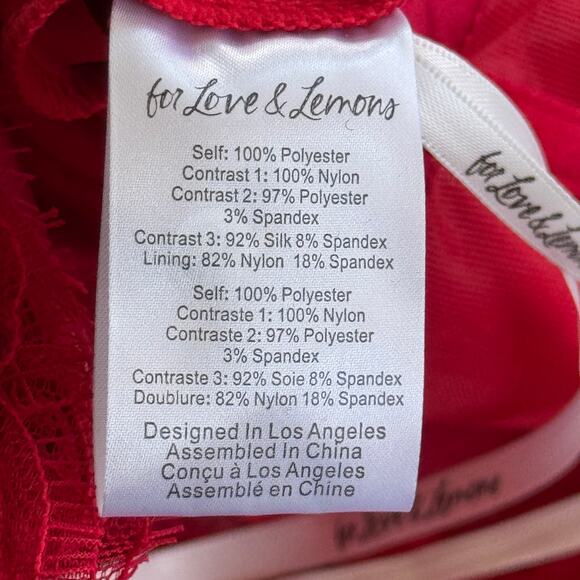 for Love & Lemons
Self: 100% Polyester
Contrast 1: 100% Nylon
Contrast 2: 97% Polyester
3% Spandex
Contrast 3: 92% Silk 8% Spandex
Lining: 82% Nylon 18% Spandex
Self: 100% Polyester
Contraste 1: 100% Nylon
Contraste 2: 97% Polyester
3% Spandex
Contraste 3: 92% Soie 8% Spandex
Doublure: 82% Nylon 18% Spandex
Designed In Los Angeles
Assembled In China
Conçu à Los Angeles
Assemblé en Chine
for Love & Lemons
for Love & Lemons